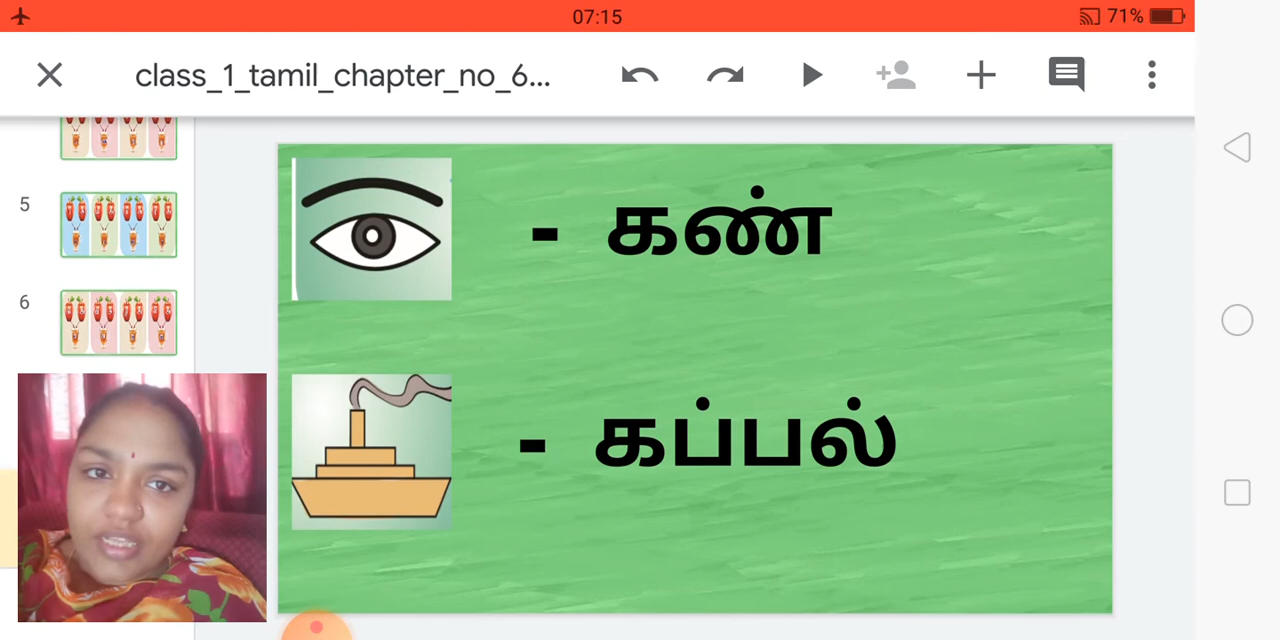 07:15
71%
class_1_tamil_chapter_no_6...
5
- கண்
6
- கப்பல்